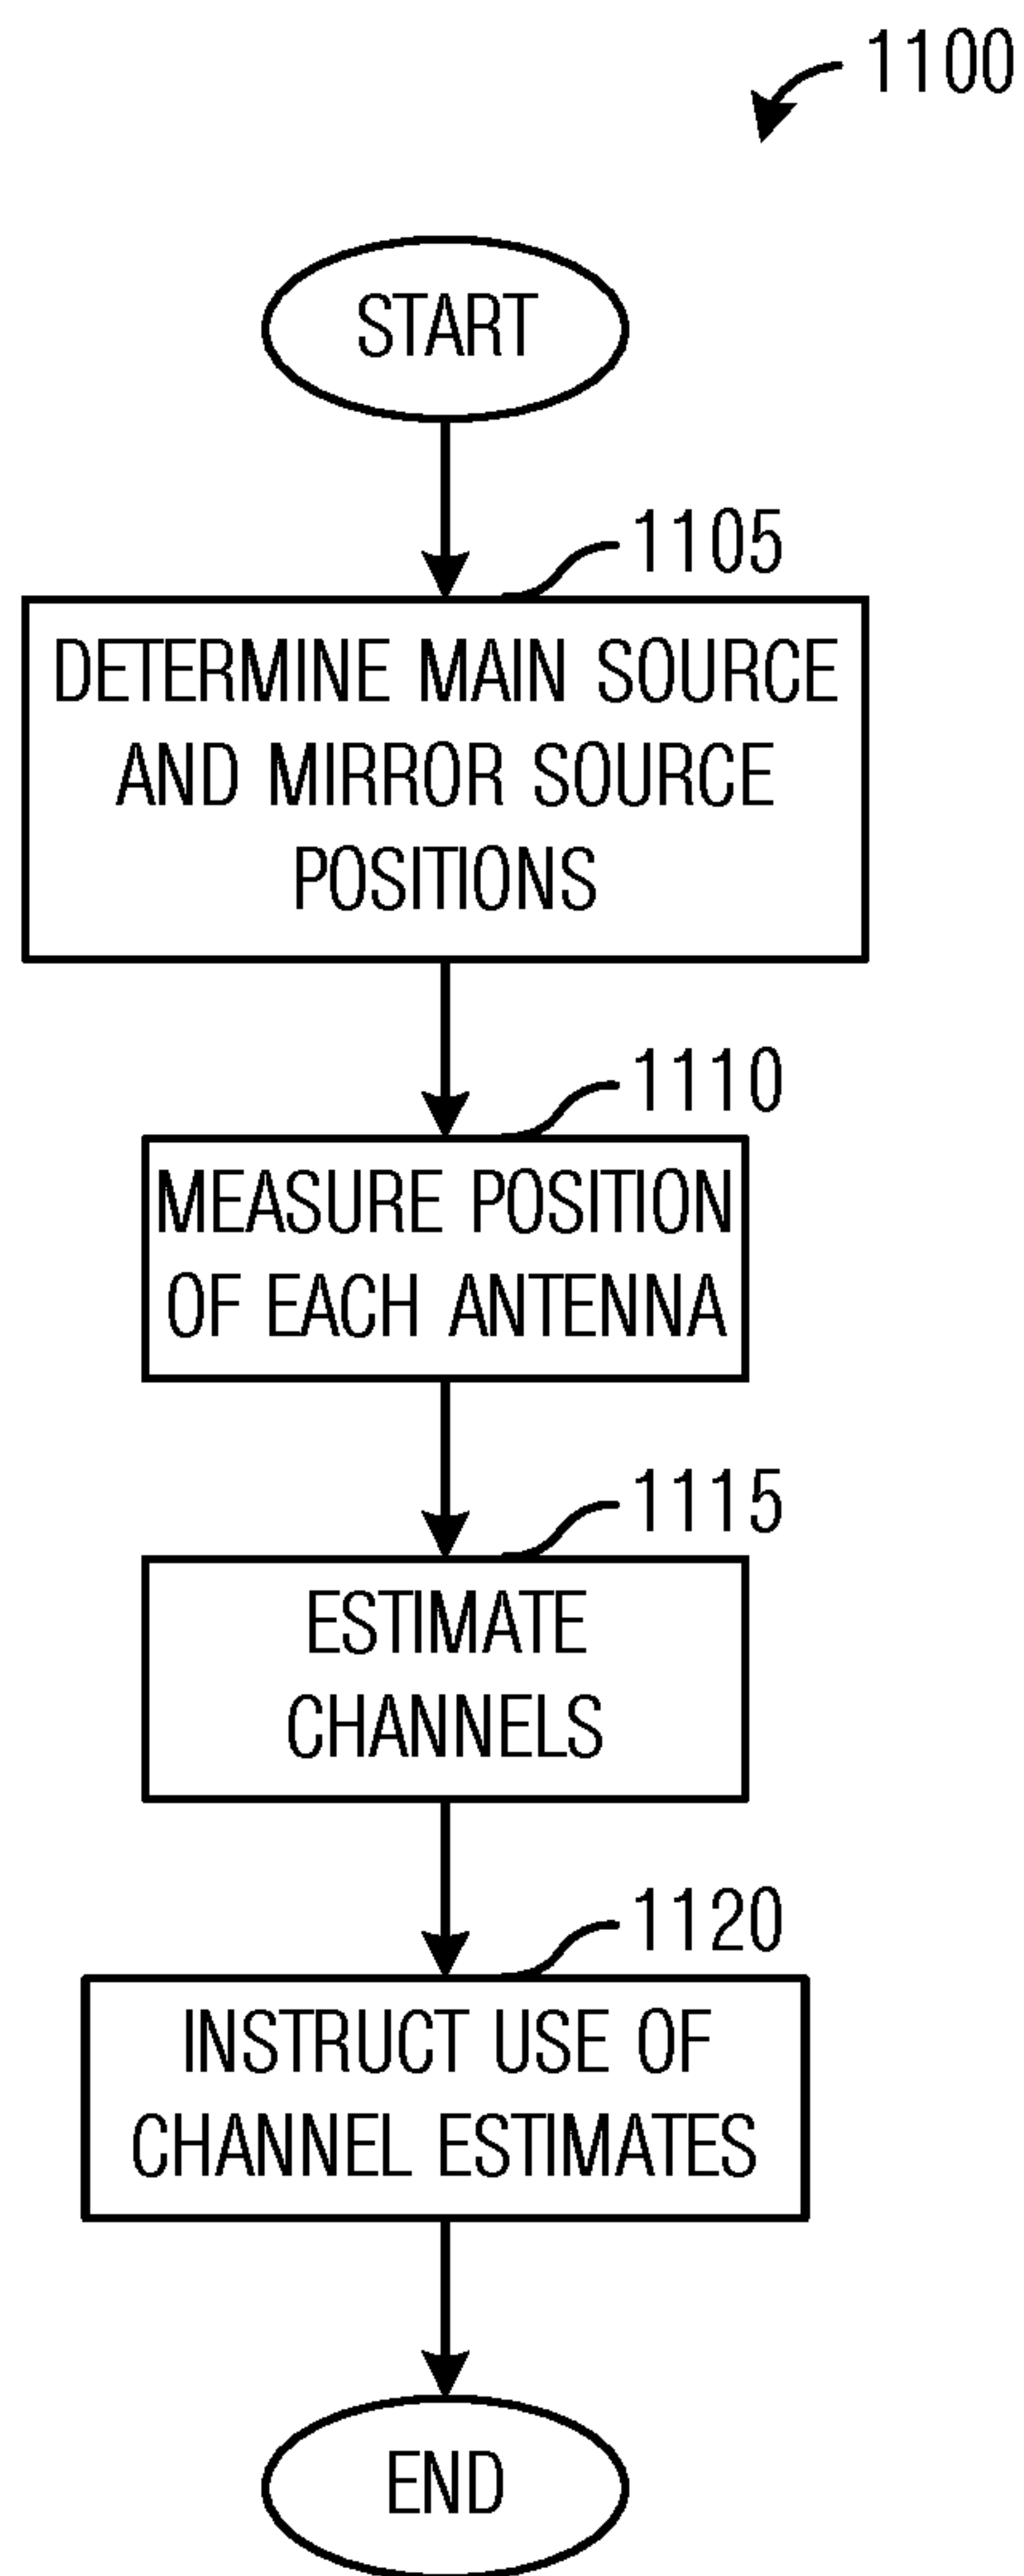 1100
START
1105
DETERMINE MAIN SOURCE
AND MIRROR SOURCE
POSITIONS
1110
MEASURE POSITION
OF EACH ANTENNA
1115
ESTIMATE
CHANNELS
1120
INSTRUCT USE OF
CHANNEL ESTIMATES
END